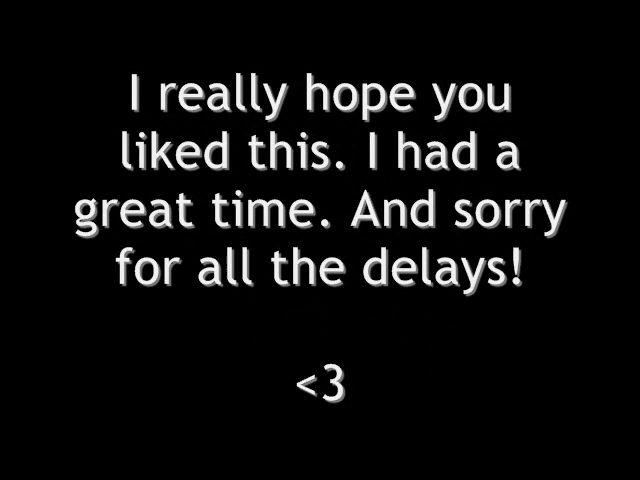 I really hope you
liked this. I had a
great time. And sorry
for all the delays!
<3